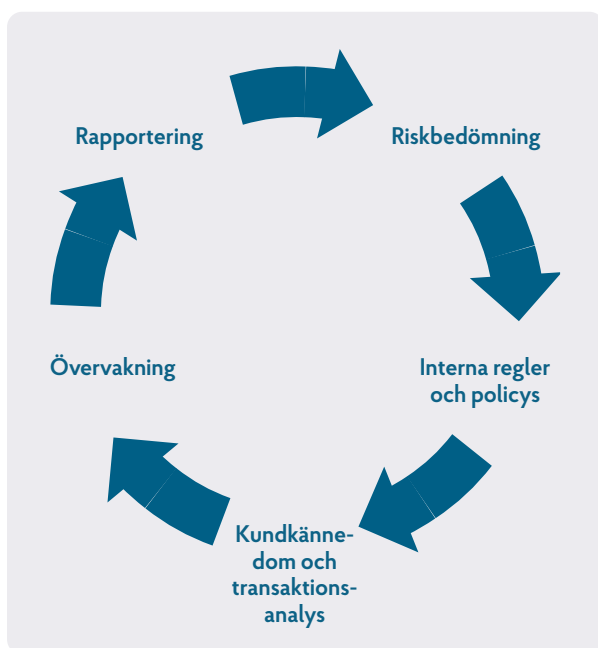 Rapportering
Riskbedömning
Övervakning
Interna regler
och policys
Kundkänne-
dom och
transaktions-
analys